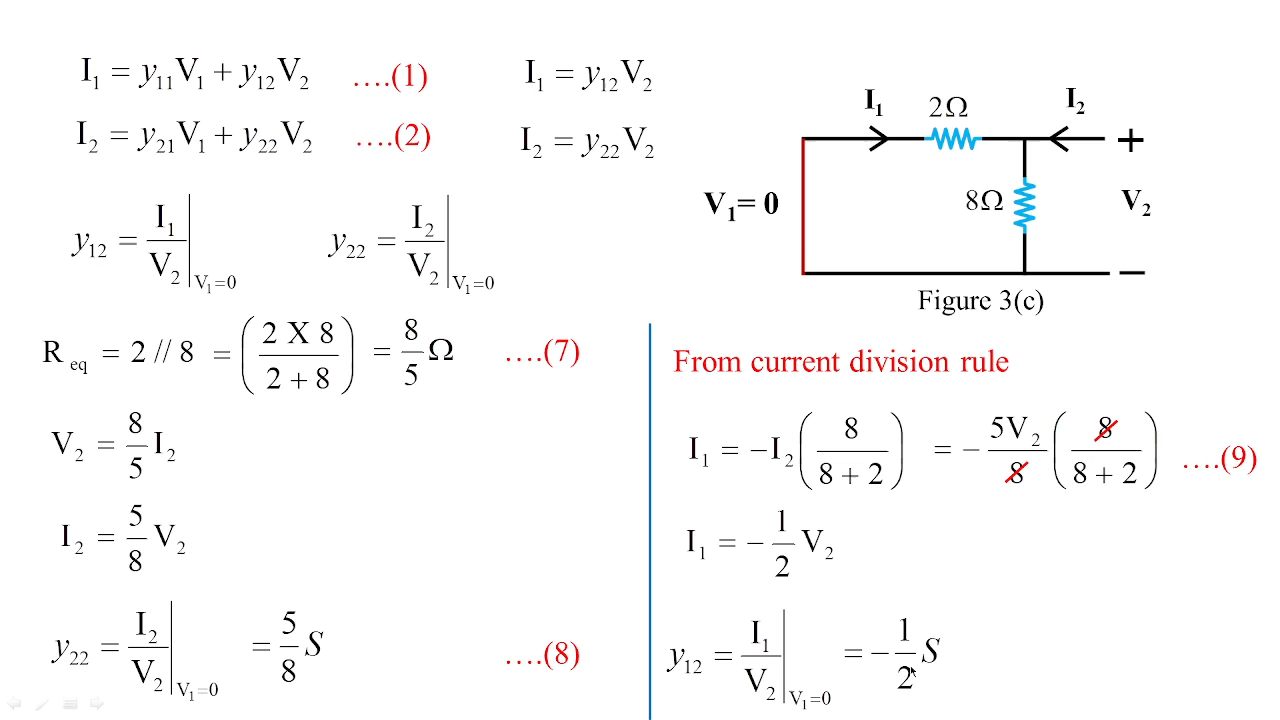 I₁ = y₁₁V₁ + y₁₂V₂ ….(1)
I₂ = y₂₁V₁ + y₂₂V₂ ….(2)
I₁ = y₁₂V₂
I₂ = y₂₂V₂
y₁₂ = I₁/V₂ |V₁=0
y₂₂ = I₂/V₂ |V₁=0
I₁ 2Ω I₂
+
V₁= 0 8Ω V₂
−
Figure 3(c)
R eq = 2 // 8 = (2 X 8 / 2 + 8) = 8/5 Ω ….(7)
V₂ = 8/5 I₂
I₂ = 5/8 V₂
y₂₂ = I₂/V₂ |V₁=0 = 5/8 S ….(8)
From current division rule
I₁ = −I₂ (8 / 8 + 2) = − 5V₂/8 (8 / 8 + 2) ….(9)
I₁ = − 1/2 V₂
y₁₂ = I₁/V₂ |V₁=0 = − 1/2 S